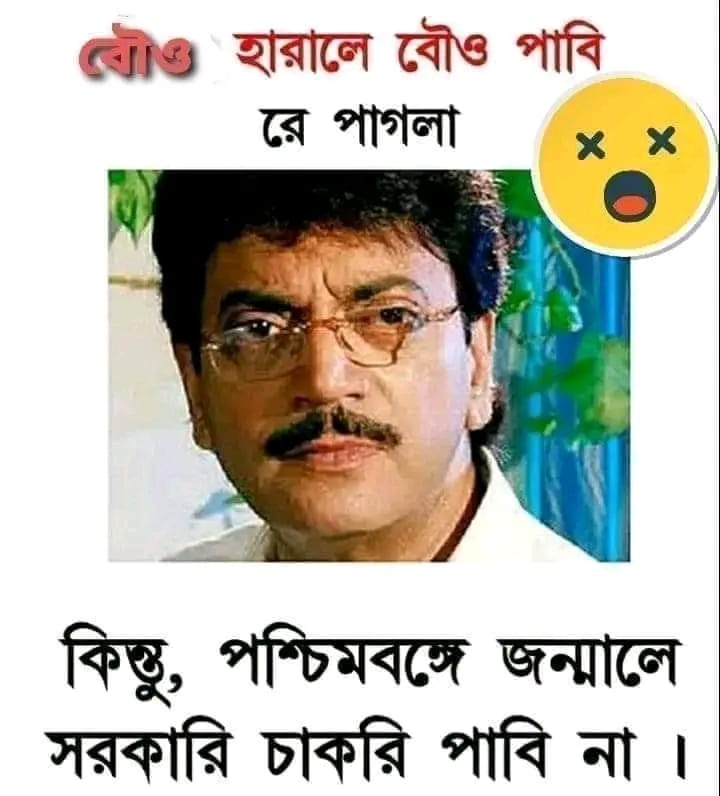 বৌও হারালে বৌও পাবি
রে পাগলা
কিন্তু, পশ্চিমবঙ্গে জন্মালে
সরকারি চাকরি পাবি না ।